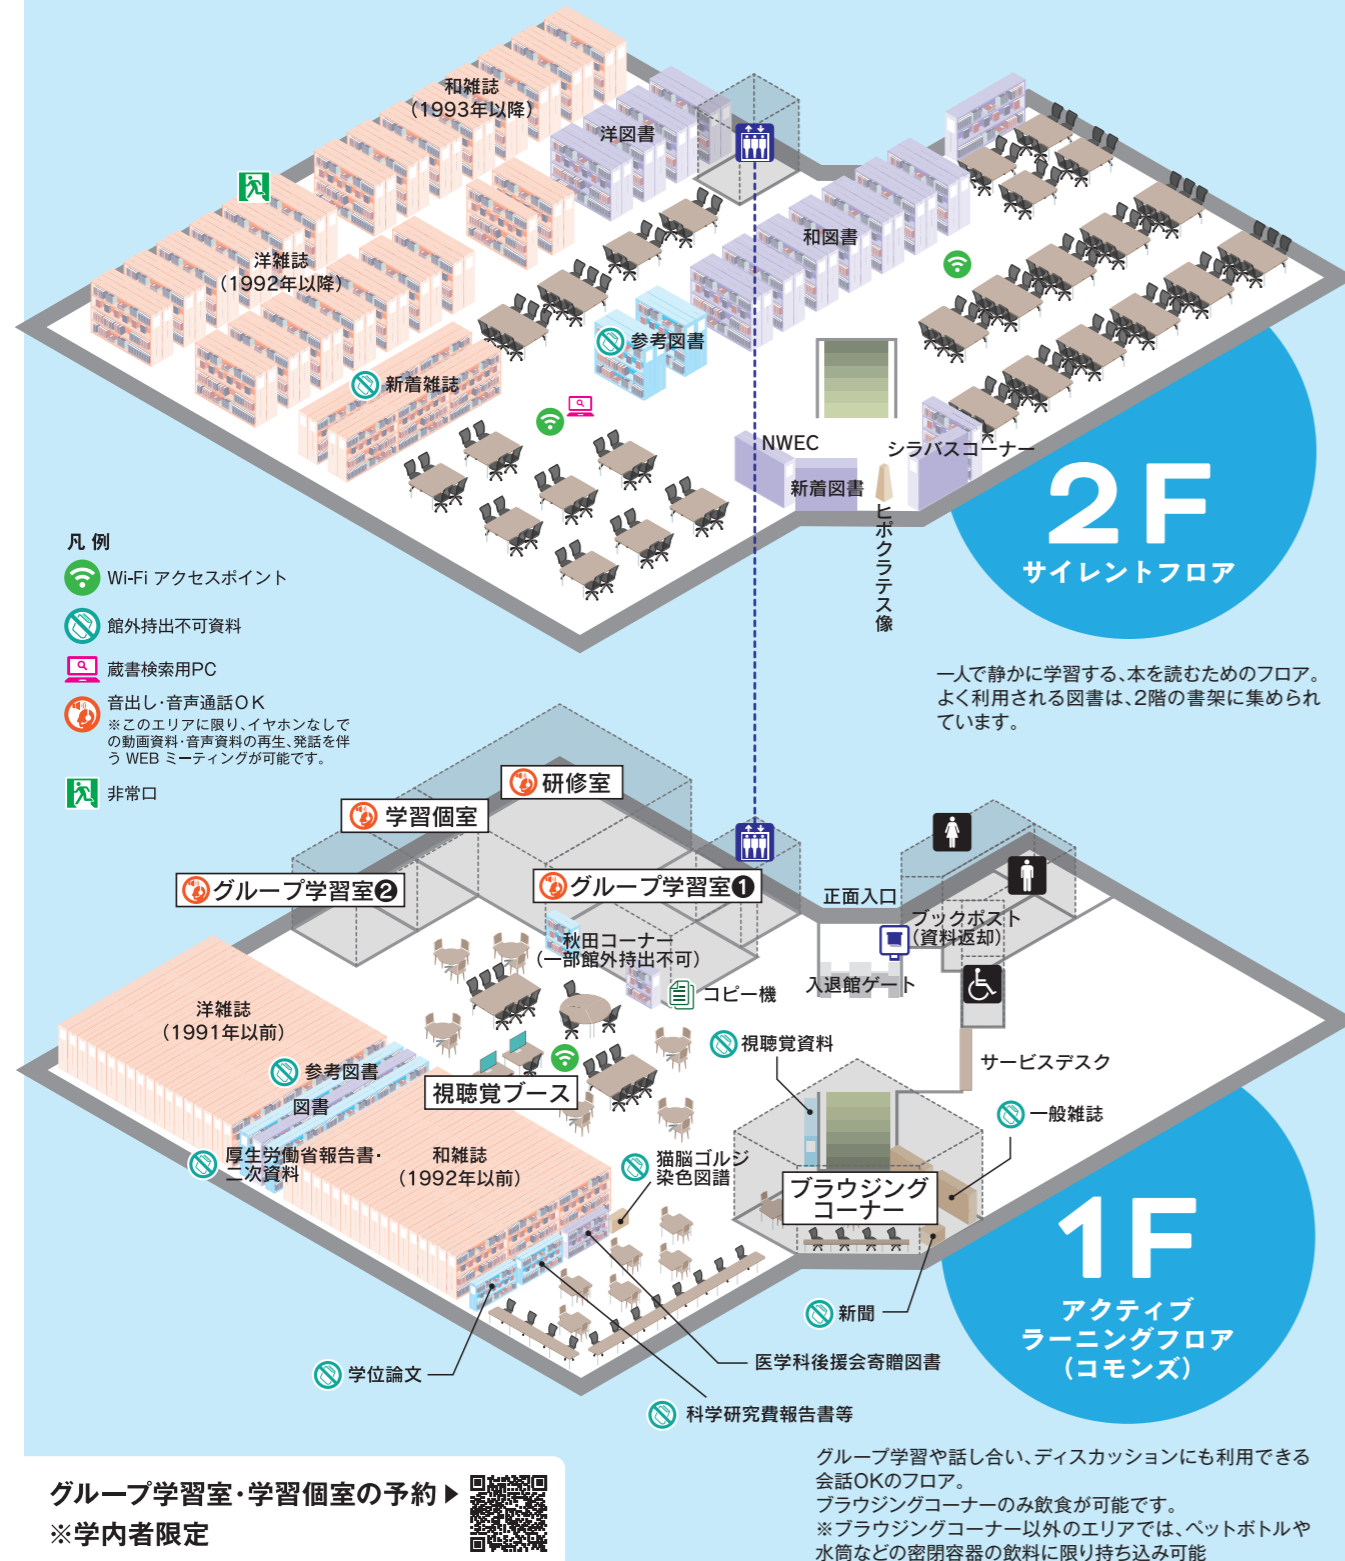 和雑誌
(1993年以降)
洋図書
和図書
洋雑誌
(1992年以降)
参考図書
新着雑誌
NWEC
シラバスコーナー
新着図書
ヒポクラテス像
2F
サイレントフロア
凡 例
Wi-Fi アクセスポイント
館外持出不可資料
蔵書検索用PC
音出し・音声通話OK
※このエリアに限り、イヤホンなしで
の動画資料・音声資料の再生、発話を伴
う WEB ミーティングが可能です。
非常口
一人で静かに学習する、本を読むためのフロア。
よく利用される図書は、2階の書架に集められ
ています。
研修室
学習個室
グループ学習室❷
グループ学習室❶
正面入口
ブックポスト
(資料返却)
秋田コーナー
(一部館外持出不可)
入退館ゲート
コピー機
洋雑誌
(1991年以前)
視聴覚資料
サービスデスク
参考図書
視聴覚ブース
図書
一般雑誌
厚生労働省報告書・
二次資料
和雑誌
(1992年以前)
猫脳ゴルジ
染色図譜
ブラウジング
コーナー
1F
アクティブ
ラーニングフロア
(コモンズ)
新聞
医学科後援会寄贈図書
学位論文
科学研究費報告書等
グループ学習や話し合い、ディスカッションにも利用できる
会話OKのフロア。
ブラウジングコーナーのみ飲食が可能です。
※ブラウジングコーナー以外のエリアでは、ペットボトルや
水筒などの密閉容器の飲料に限り持ち込み可能
グループ学習室・学習個室の予約▶
※学内者限定